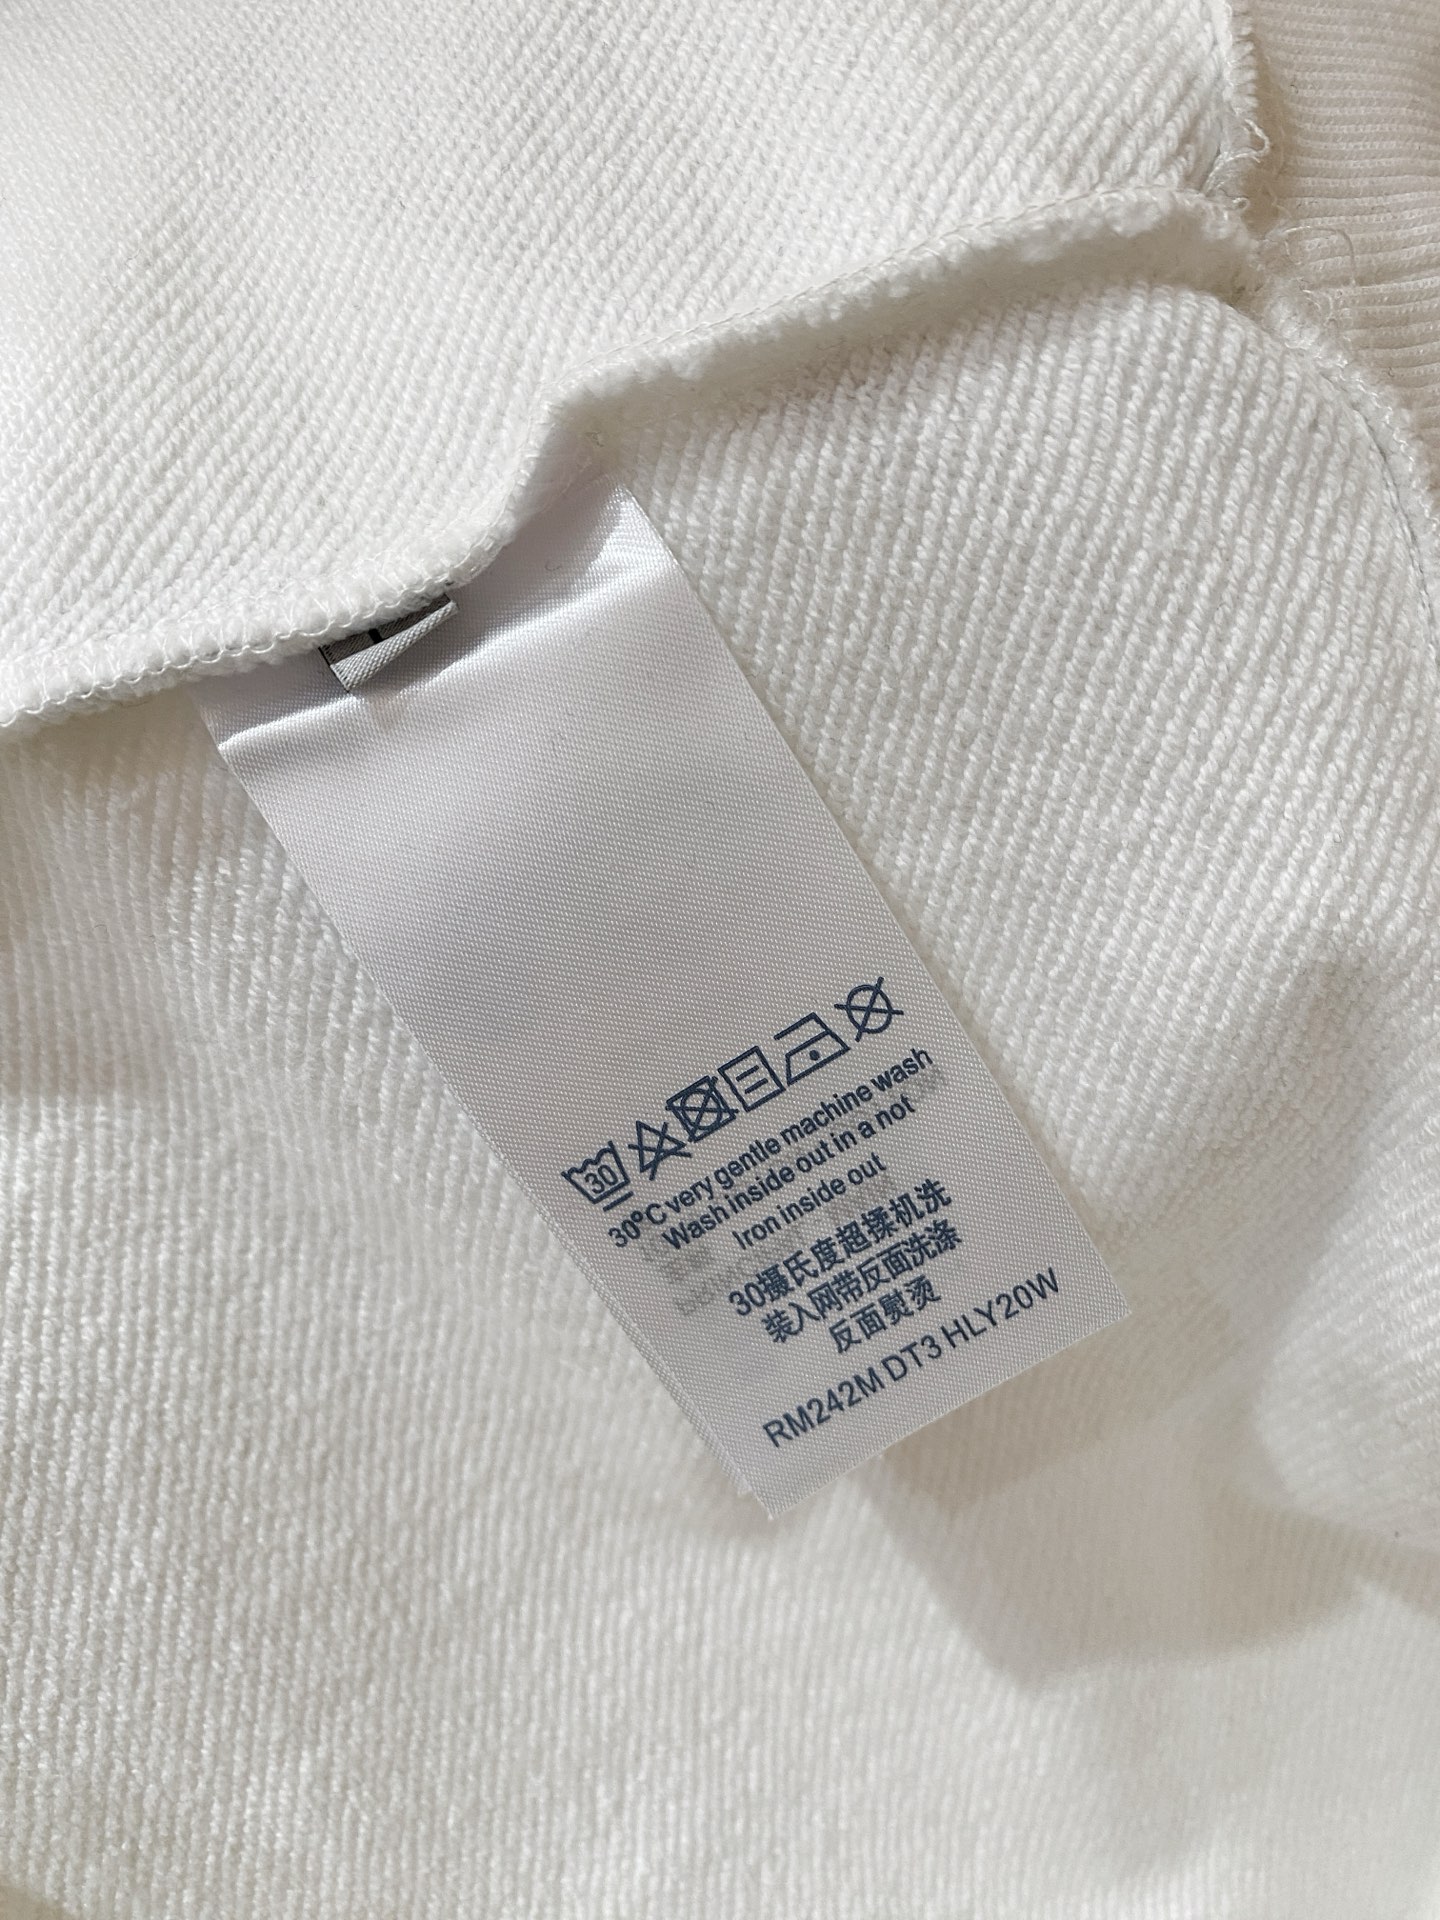 30
30°C very gentle machine wash
Wash inside out in a not
Iron inside out
30摄氏度超揉机洗
装入网带反面洗涤
反面熨烫
RM242M DT3 HLY20W